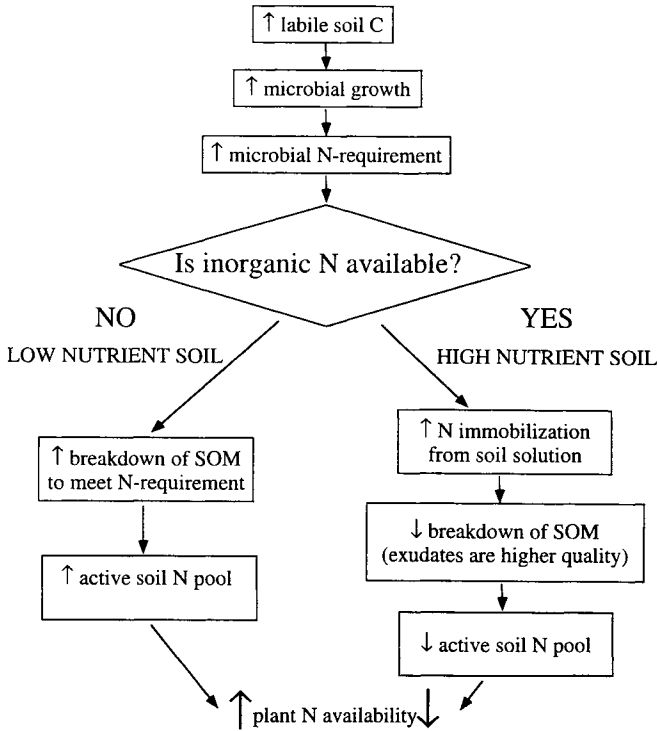 ↑ labile soil C
↑ microbial growth
↑ microbial N-requirement
Is inorganic N available?
NO
LOW NUTRIENT SOIL
YES
HIGH NUTRIENT SOIL
↑ breakdown of SOM
to meet N-requirement
↑ active soil N pool
↑ N immobilization
from soil solution
↓ breakdown of SOM
(exudates are higher quality)
↓ active soil N pool
↑ plant N availability ↓